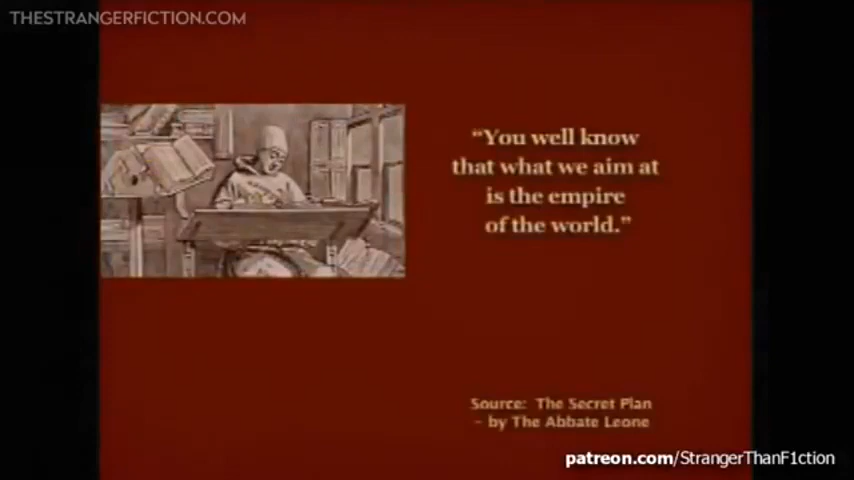 THESTRANGERFICTION.COM
“You well know
that what we aim at
is the empire
of the world.”
Source: The Secret Plan
- by The Abbate Leone
patreon.com/StrangerThanF1ction